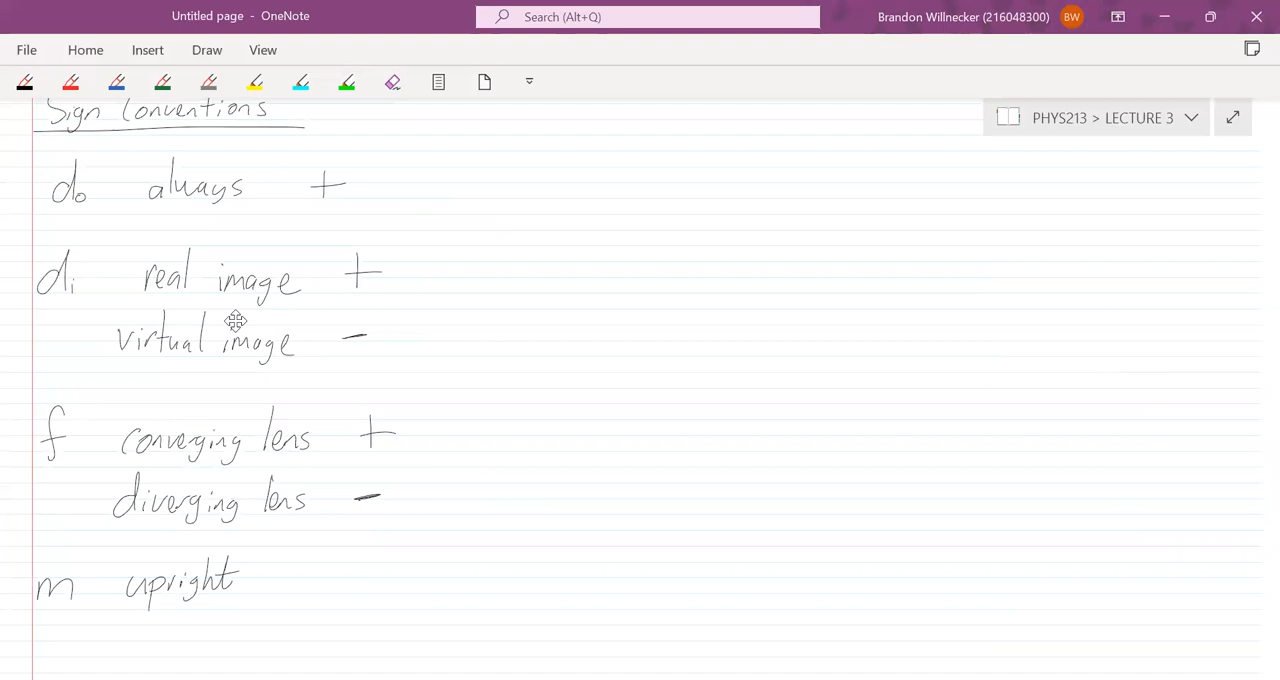 Untitled page - OneNote
Search (Alt+Q)
Brandon Willnecker (216048300)
BW
File Home Insert Draw View
PHYS213 > LECTURE 3
Sign Conventions
do always +
di real image +
virtual image -
f converging lens +
diverging lens -
m upright